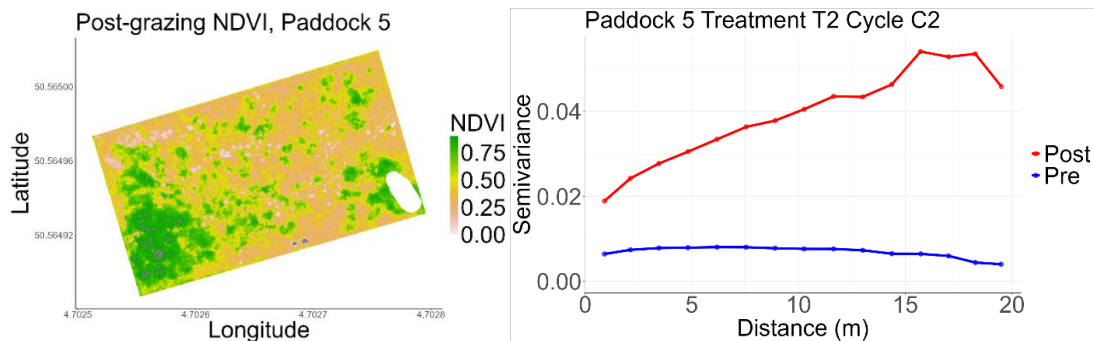 Post-grazing NDVI, Paddock 5
Latitude
50.56500
50.56496
50.56492
4.7025
4.7026
4.7027
4.7028
Longitude
NDVI
0.75
0.50
0.25
0.00
Paddock 5 Treatment T2 Cycle C2
Semivariance
0.04
0.02
0.00
0
5
10
15
20
Distance (m)
Post
Pre